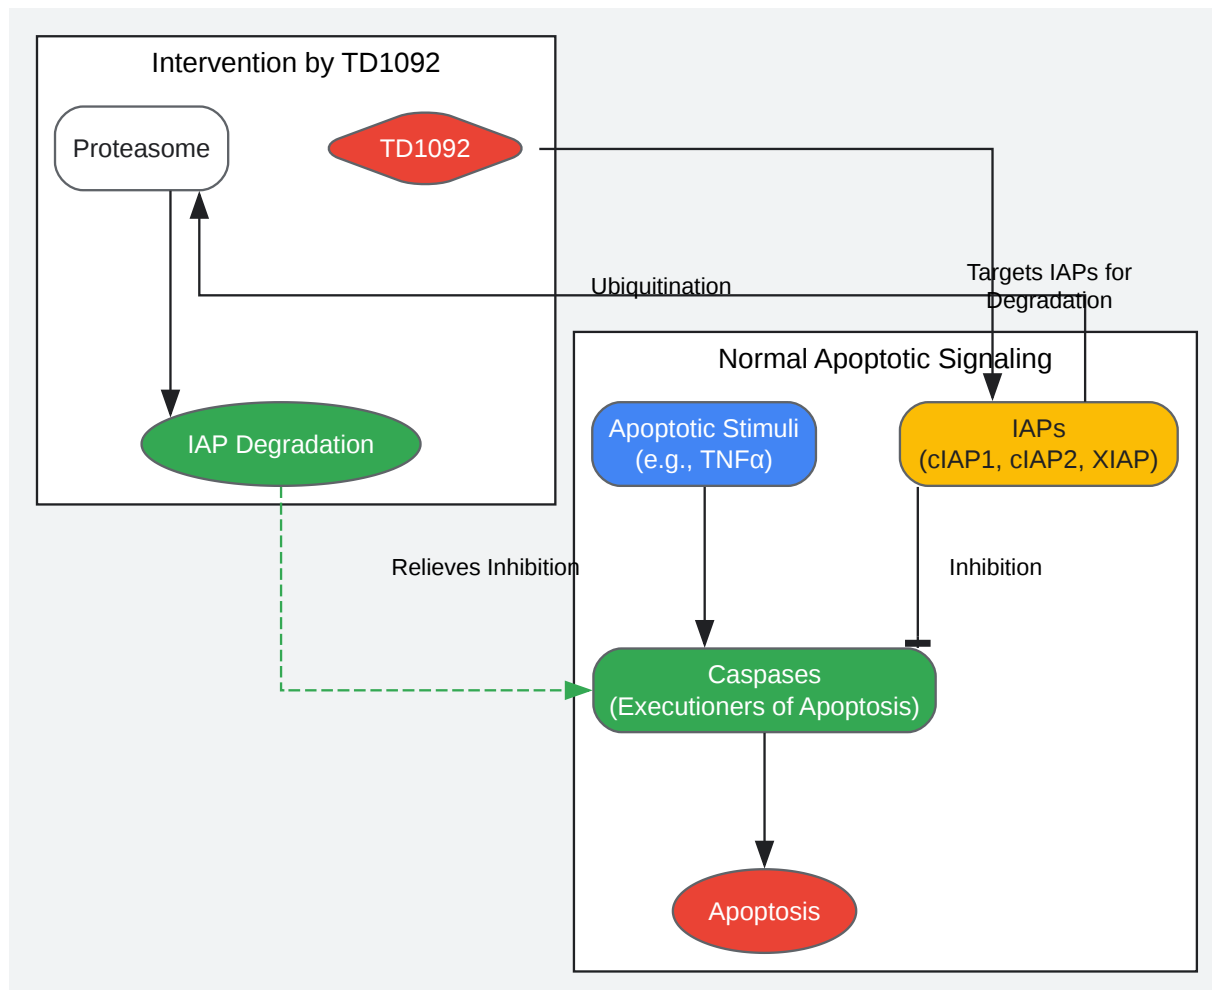 Intervention by TD1092
Proteasome
TD1092
Ubiquitination
Targets IAPs for
Degradation
Normal Apoptotic Signaling
IAP Degradation
Apoptotic Stimuli
(e.g., TNFα)
IAPs
(cIAP1, cIAP2, XIAP)
Relieves Inhibition
Inhibition
Caspases
(Executioners of Apoptosis)
Apoptosis